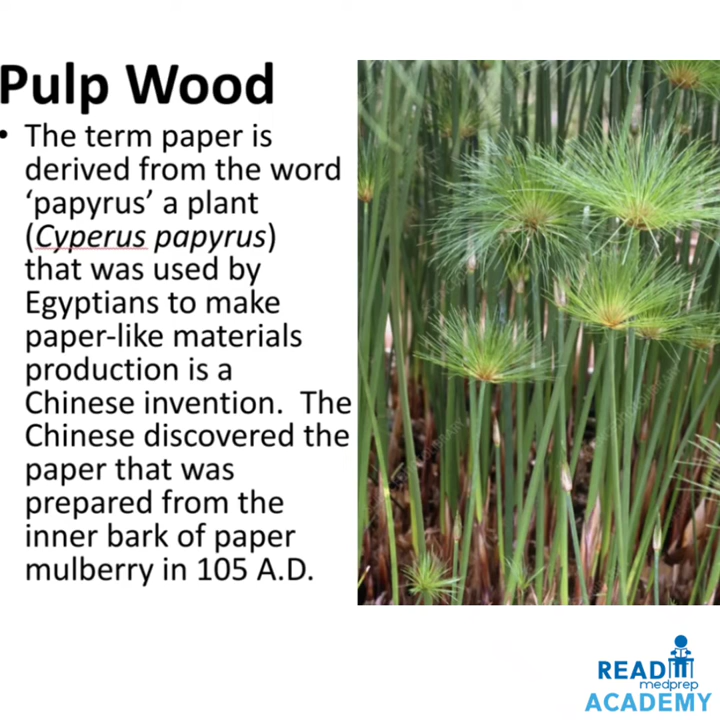 Pulp Wood
• The term paper is
derived from the word
‘papyrus’ a plant
(Cyperus papyrus)
that was used by
Egyptians to make
paper-like materials
production is a
Chinese invention.  The
Chinese discovered the
paper that was
prepared from the
inner bark of paper
mulberry in 105 A.D.
READ
medprep
ACADEMY